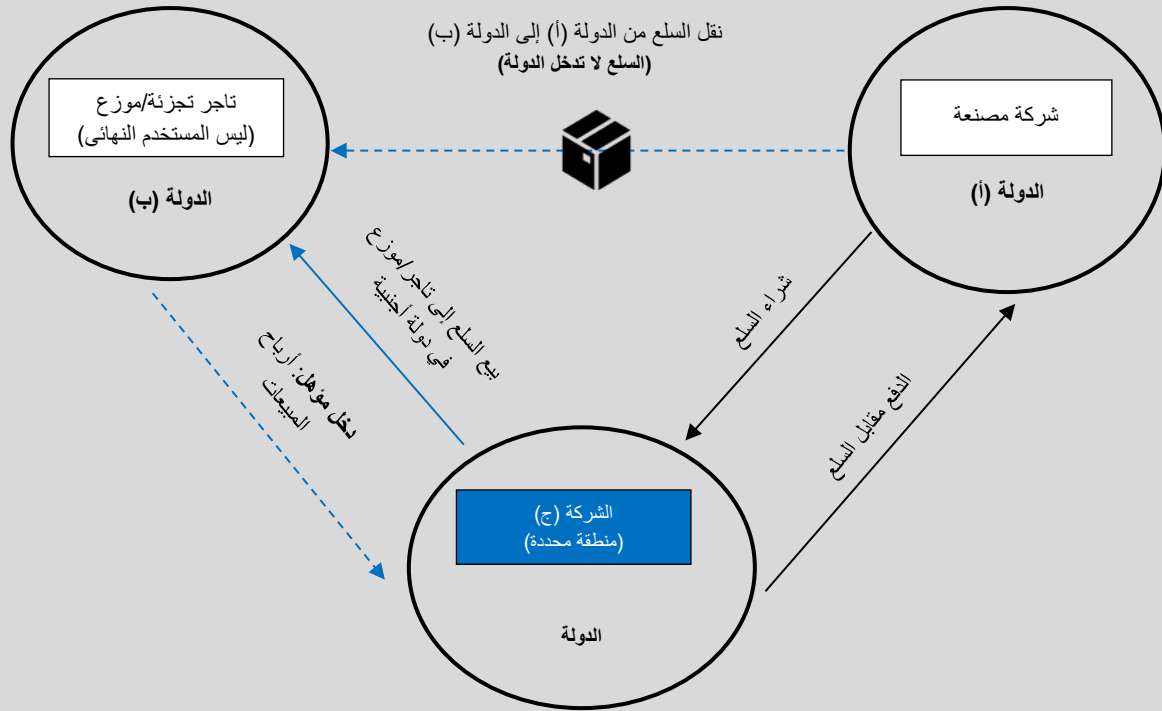 نقل السلع من الدولة (أ) إلى الدولة (ب)
(السلع لا تدخل الدولة)
شركة مصنعة
الدولة (أ)
تاجر تجزئة/موزع
(ليس المستخدم النهائى)
الدولة (ب)
شراء السلع
الدفع مقابل السلع
بيع السلع إلى تاجر/موزع
في دولة أجنبية
دخل مؤهل: أرباح
المبيعات
الشركة (ج)
(منطقة محددة)
الدولة